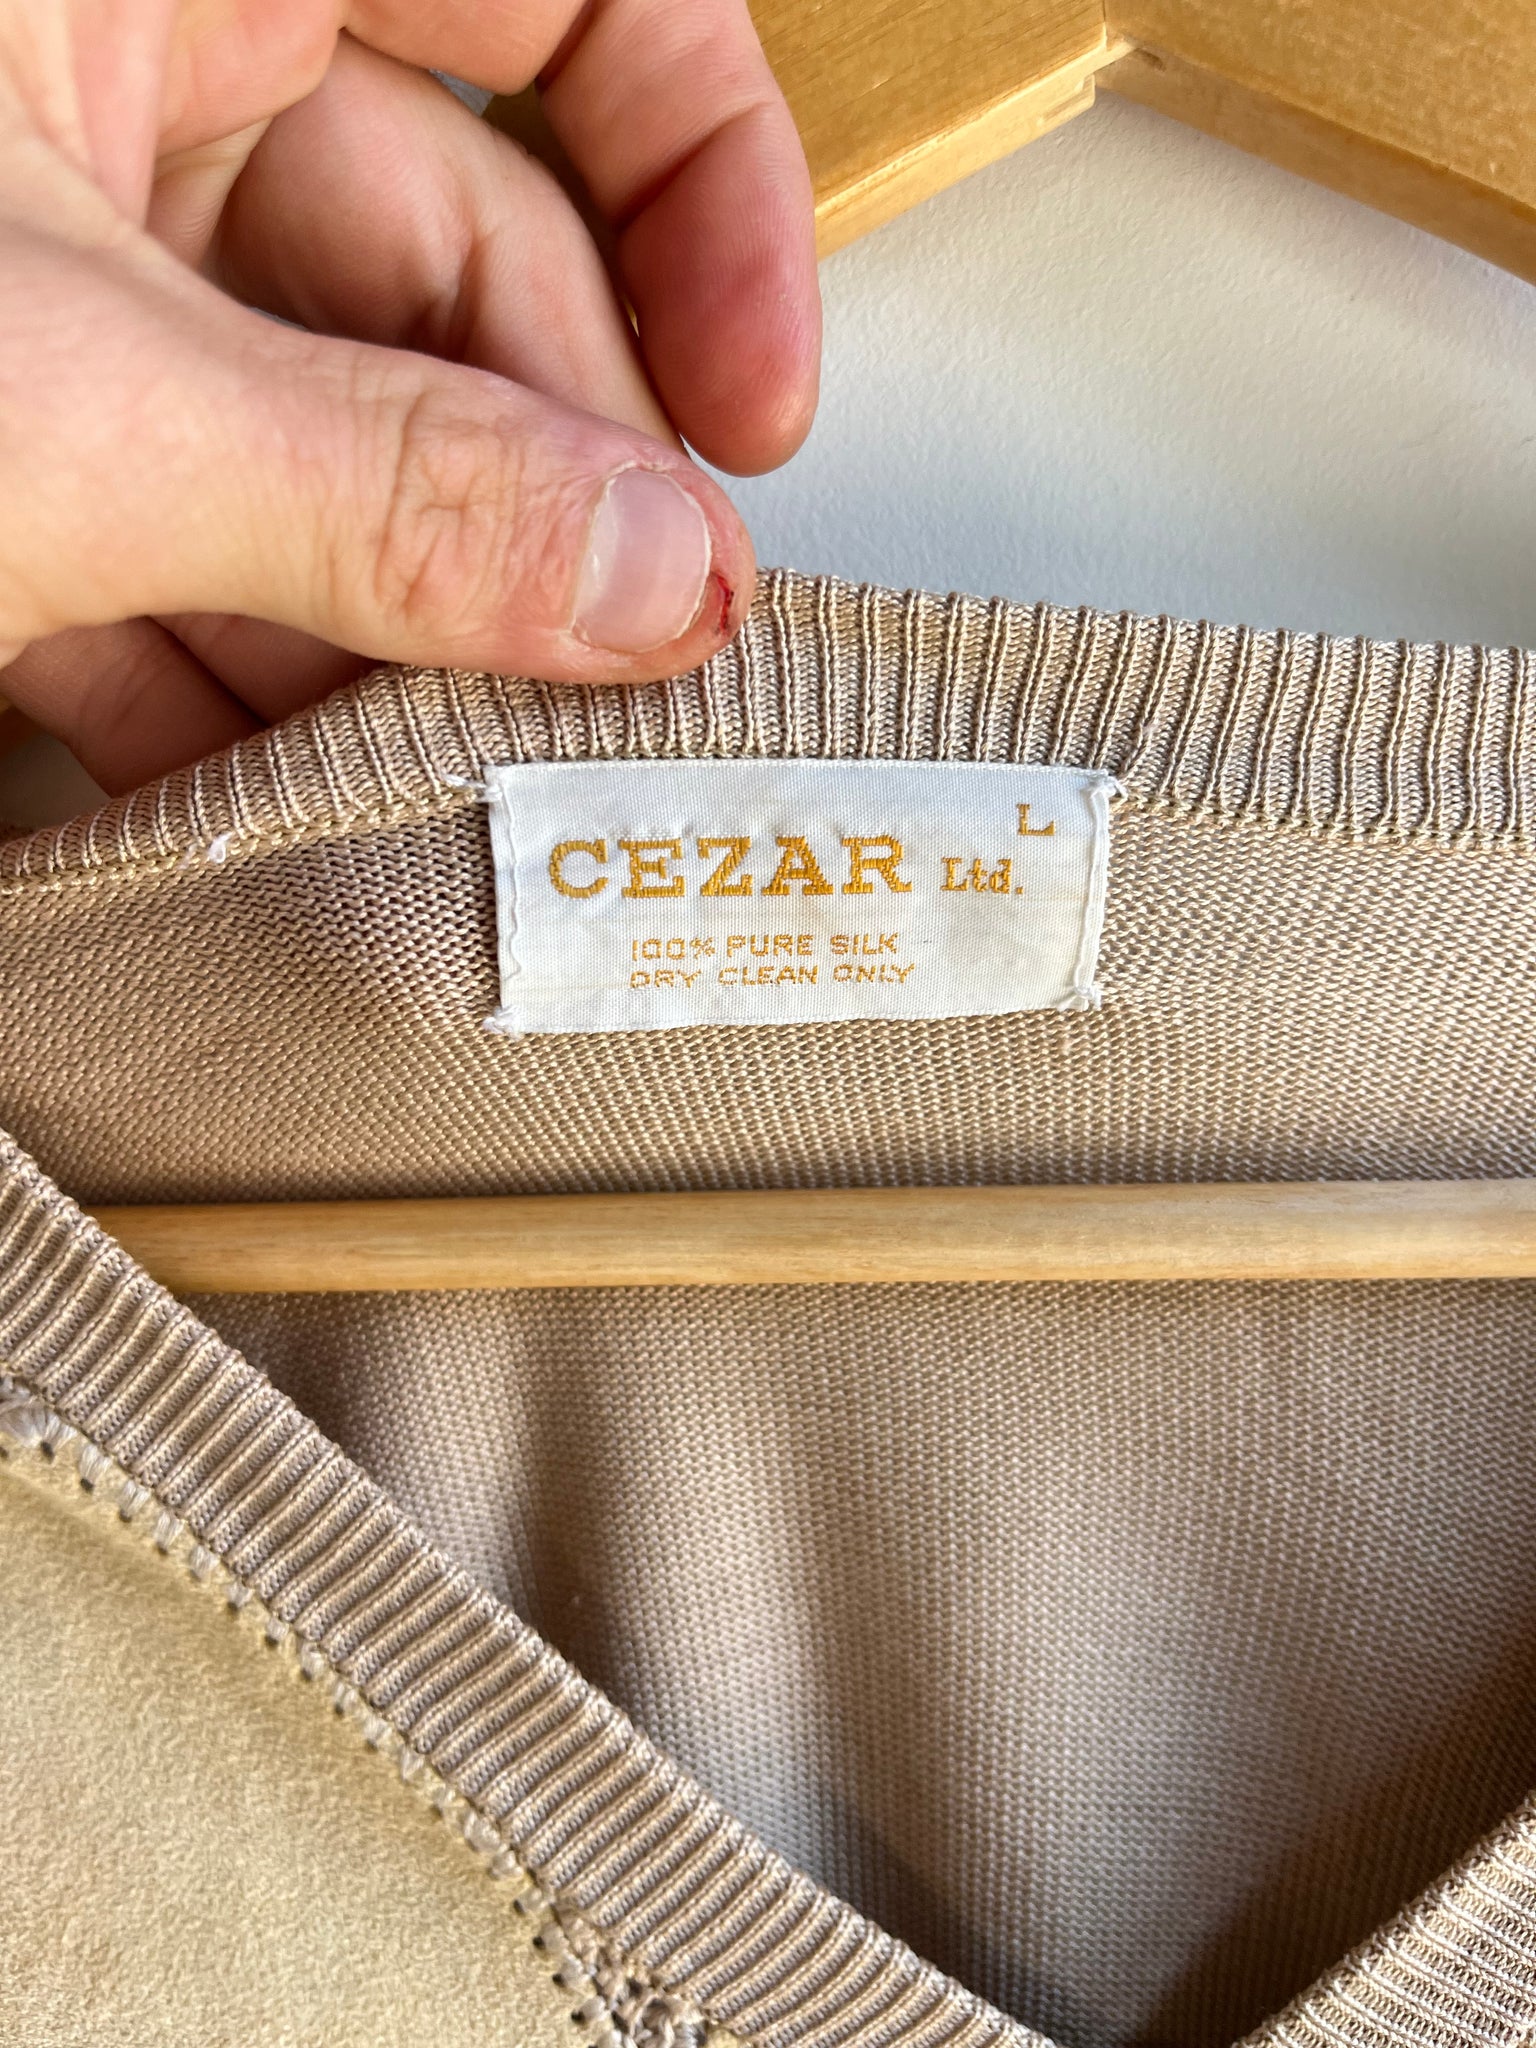 L
CEZAR Ltd.
100% PURE SILK
DRY CLEAN ONLY